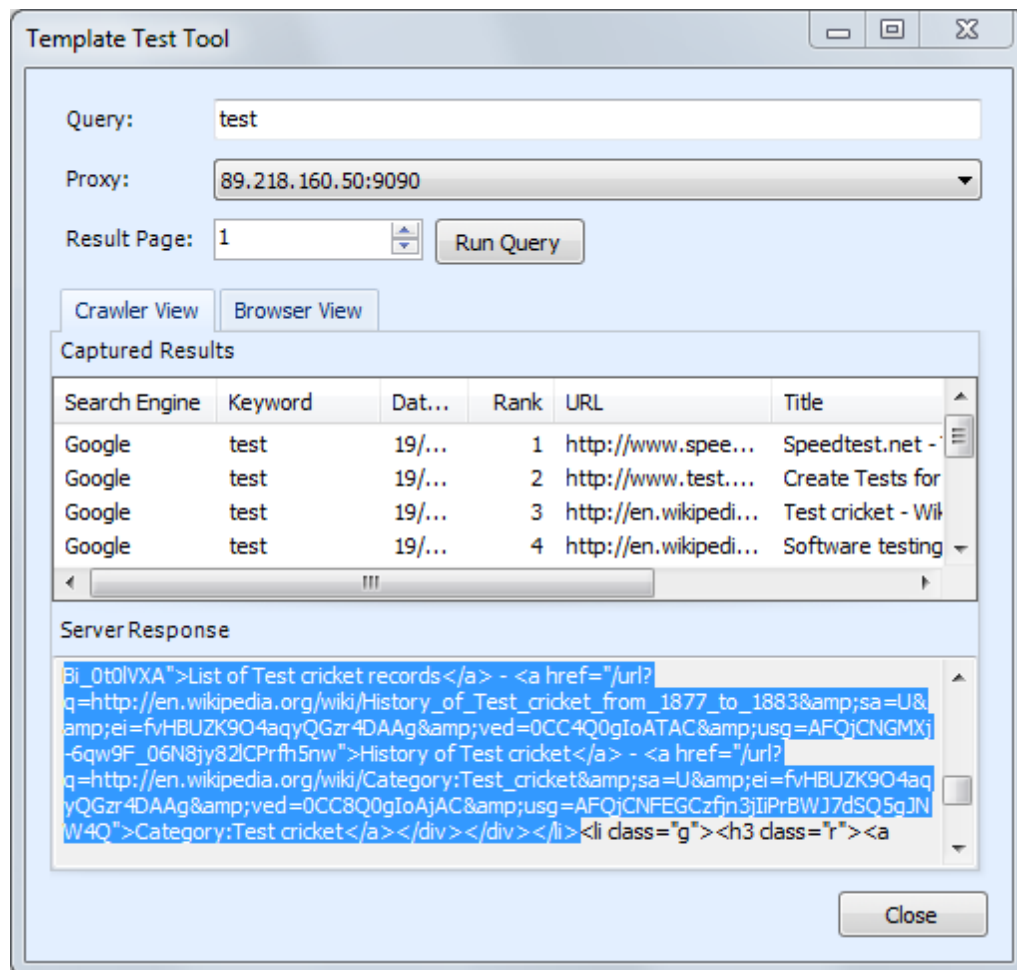 Template Test Tool
Query: test
Proxy: 89.218.160.50:9090
Result Page: 1 Run Query
Crawler View Browser View
Captured Results
Search Engine Keyword Dat... Rank URL Title
Google test 19/... 1 http://www.spee... Speedtest.net -
Google test 19/... 2 http://www.test.... Create Tests for
Google test 19/... 3 http://en.wikipedi... Test cricket - Wik
Google test 19/... 4 http://en.wikipedi... Software testing
Server Response
Bi_0t0lVXA">List of Test cricket records</a> - <a href="/url?
q=http://en.wikipedia.org/wiki/History_of_Test_cricket_from_1877_to_1883&amp;sa=U&
amp;ei=fvHBUZK9O4aqyQGzr4DAAg&amp;ved=0CC4Q0gIoATAC&amp;usg=AFQjCNGMXj
-6qw9F_06N8jy82lCPrfh5nw">History of Test cricket</a> - <a href="/url?
q=http://en.wikipedia.org/wiki/Category:Test_cricket&amp;sa=U&amp;ei=fvHBUZK9O4aq
yQGzr4DAAg&amp;ved=0CC8Q0gIoAjAC&amp;usg=AFQjCNFEGCzfjn3jIiPrBWJ7dSQ5gJN
W4Q">Category:Test cricket</a></div></div></li><li class="g"><h3 class="r"><a
Close